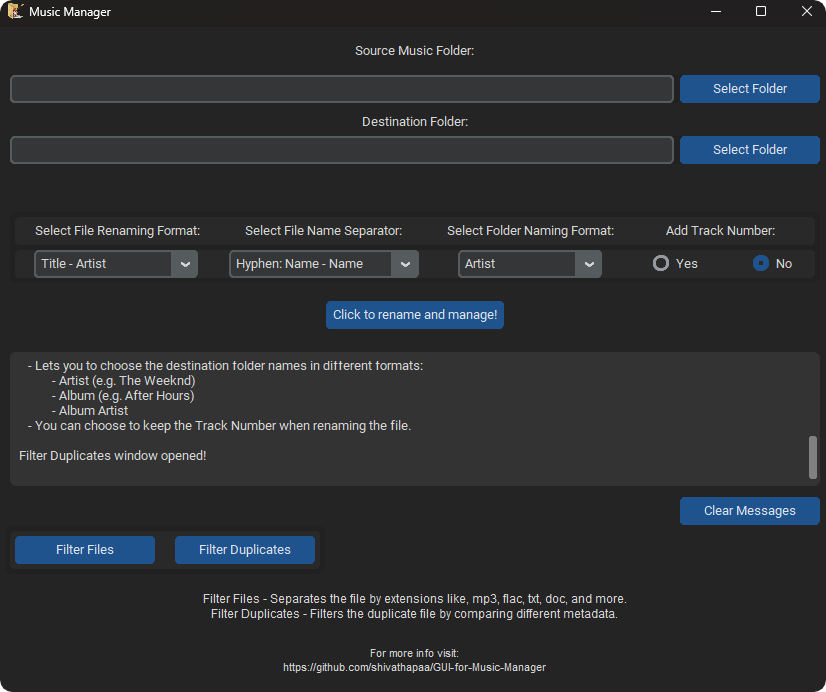 Music Manager
Source Music Folder:
Select Folder
Destination Folder:
Select Folder
Select File Renaming Format: Select File Name Separator: Select Folder Naming Format: Add Track Number:
Title - Artist Hyphen: Name - Name Artist Yes No
Click to rename and manage!
- Lets you to choose the destination folder names in different formats:
- Artist (e.g. The Weeknd)
- Album (e.g. After Hours)
- Album Artist
- You can choose to keep the Track Number when renaming the file.
Filter Duplicates window opened!
Clear Messages
Filter Files Filter Duplicates
Filter Files - Separates the file by extensions like, mp3, flac, txt, doc, and more.
Filter Duplicates - Filters the duplicate file by comparing different metadata.
For more info visit:
https://github.com/shivathapaa/GUI-for-Music-Manager